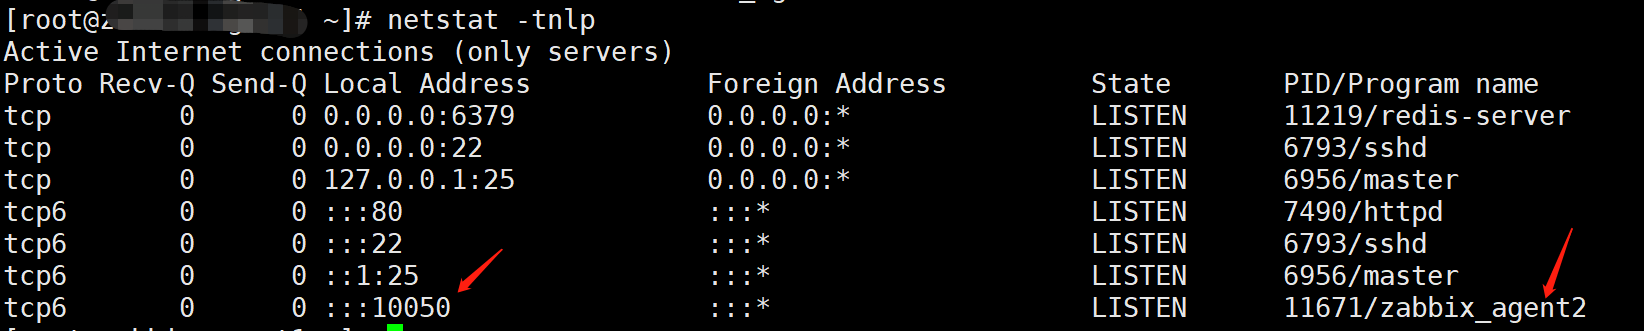 [root@z ~]# netstat -tnlp
Active Internet connections (only servers)
Proto Recv-Q Send-Q Local Address           Foreign Address         State       PID/Program name
tcp        0      0 0.0.0.0:6379            0.0.0.0:*               LISTEN      11219/redis-server
tcp        0      0 0.0.0.0:22              0.0.0.0:*               LISTEN      6793/sshd
tcp        0      0 127.0.0.1:25            0.0.0.0:*               LISTEN      6956/master
tcp6       0      0 :::80                   :::*                    LISTEN      7490/httpd
tcp6       0      0 :::22                   :::*                    LISTEN      6793/sshd
tcp6       0      0 ::1:25                  :::*                    LISTEN      6956/master
tcp6       0      0 :::10050                :::*                    LISTEN      11671/zabbix_agent2